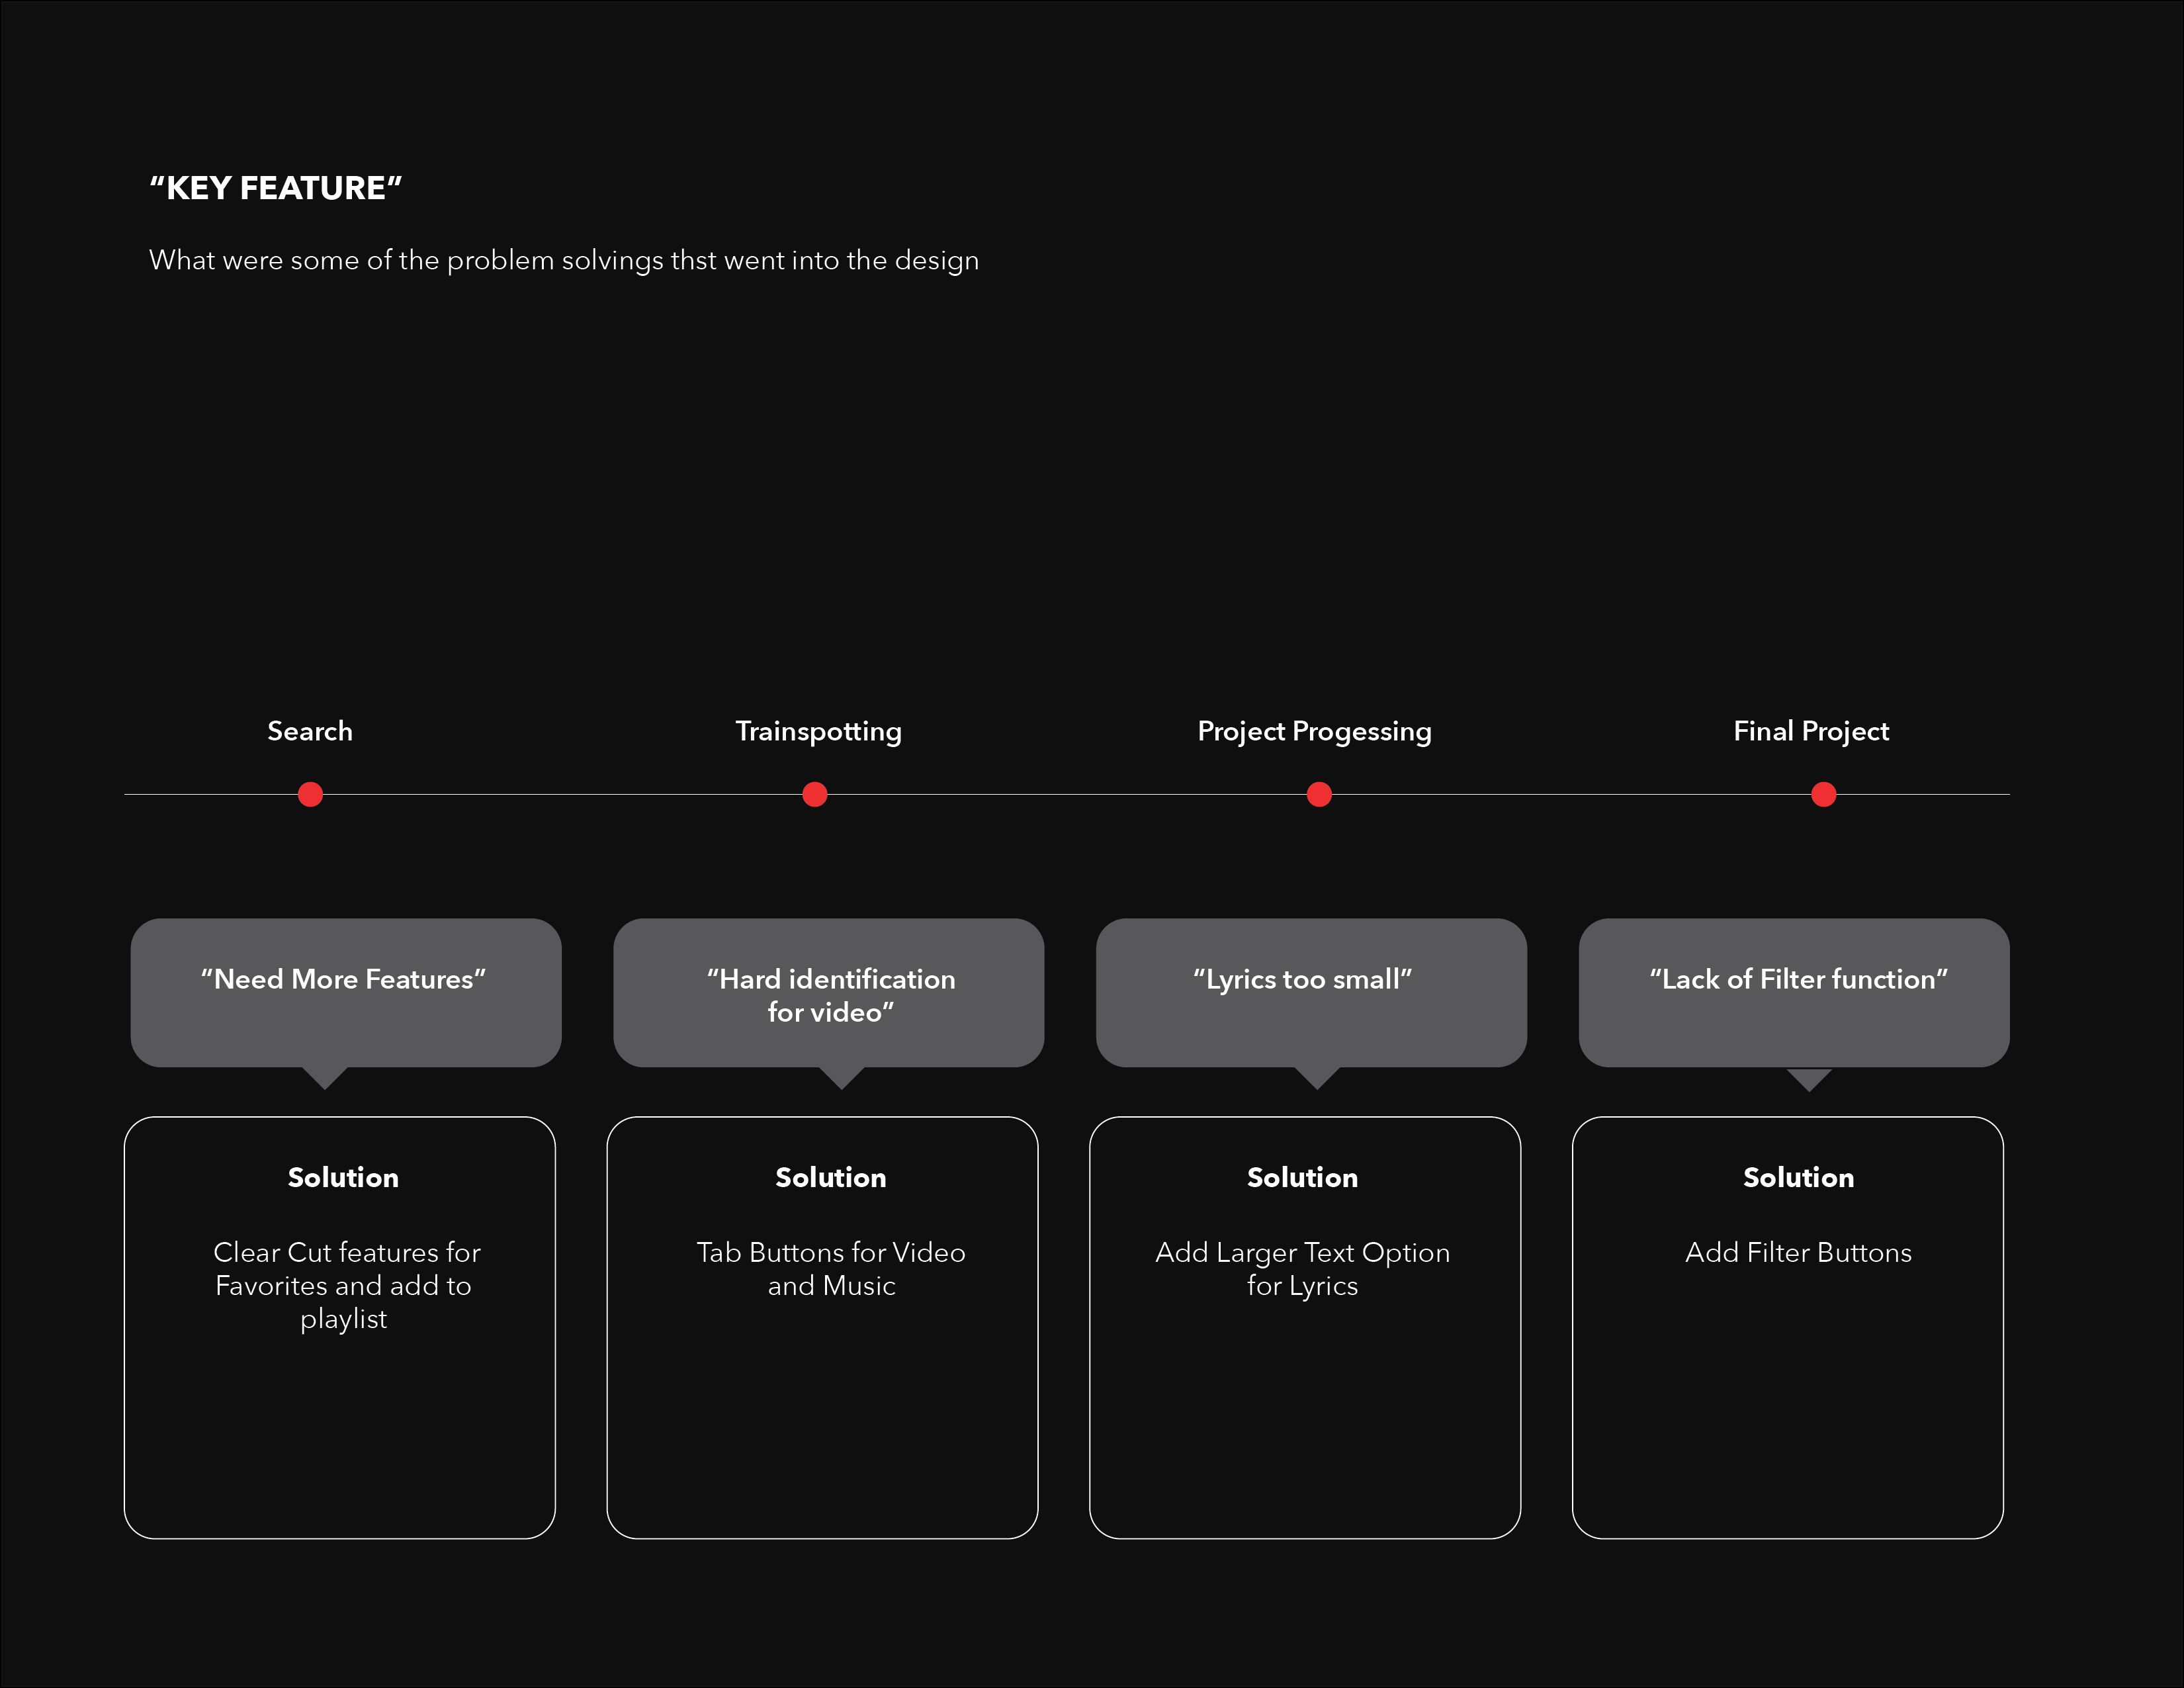 “KEY FEATURE”
What were some of the problem solvings thst went into the design
Search
Trainspotting
Project Progessing
Final Project
“Need More Features”
“Hard identification
for video”
“Lyrics too small”
“Lack of Filter function”
Solution
Clear Cut features for
Favorites and add to
playlist
Solution
Tab Buttons for Video
and Music
Solution
Add Larger Text Option
for Lyrics
Solution
Add Filter Buttons